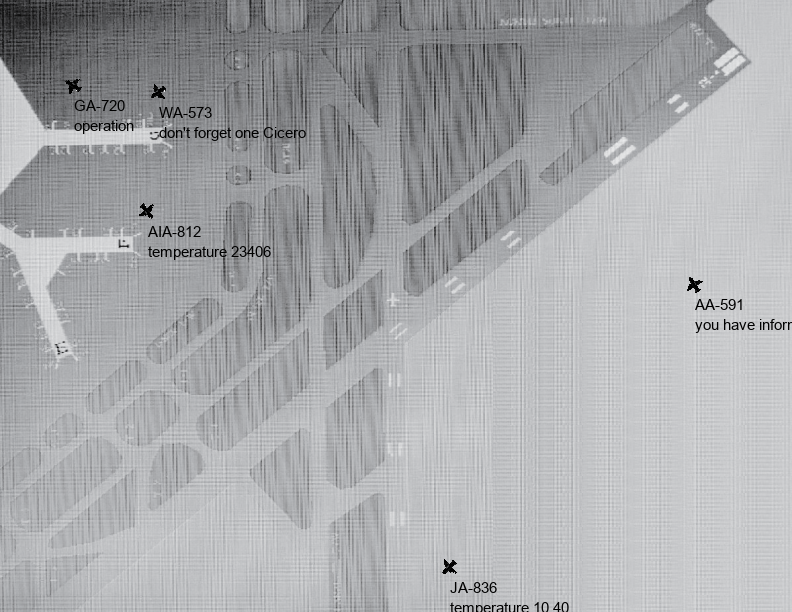 GA-720
operation
WA-573
don't forget one Cicero
AIA-812
temperature 23406
AA-591
you have inforr
JA-836
temperature 10 40